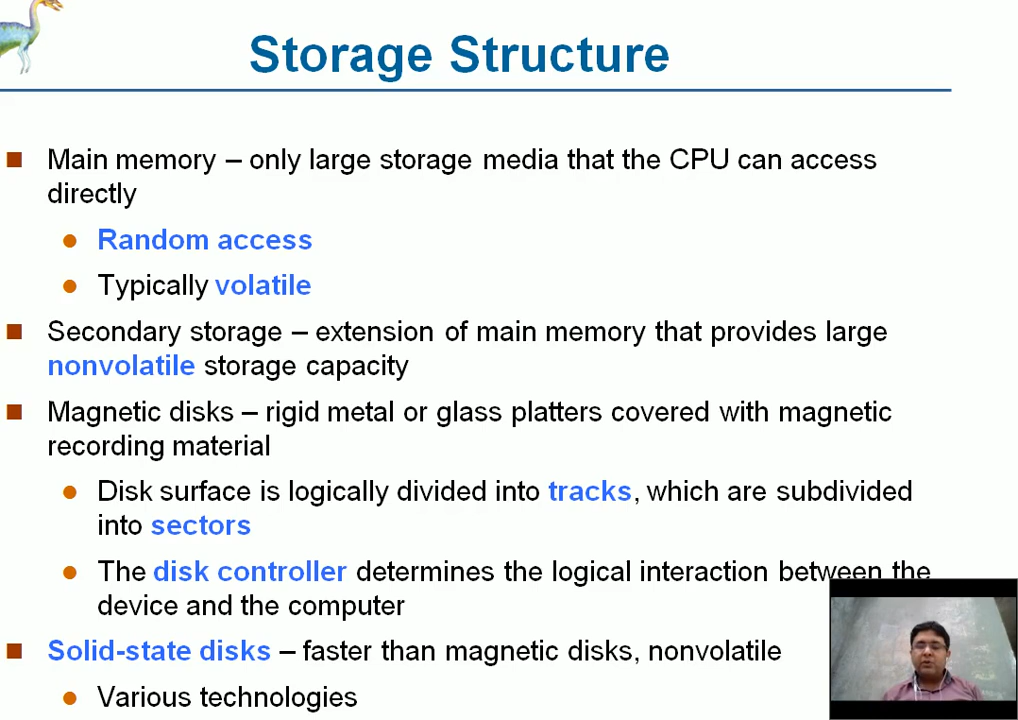 Storage Structure
Main memory – only large storage media that the CPU can access
directly
Random access
Typically volatile
Secondary storage – extension of main memory that provides large
nonvolatile storage capacity
Magnetic disks – rigid metal or glass platters covered with magnetic
recording material
Disk surface is logically divided into tracks, which are subdivided
into sectors
The disk controller determines the logical interaction between the
device and the computer
Solid-state disks – faster than magnetic disks, nonvolatile
Various technologies